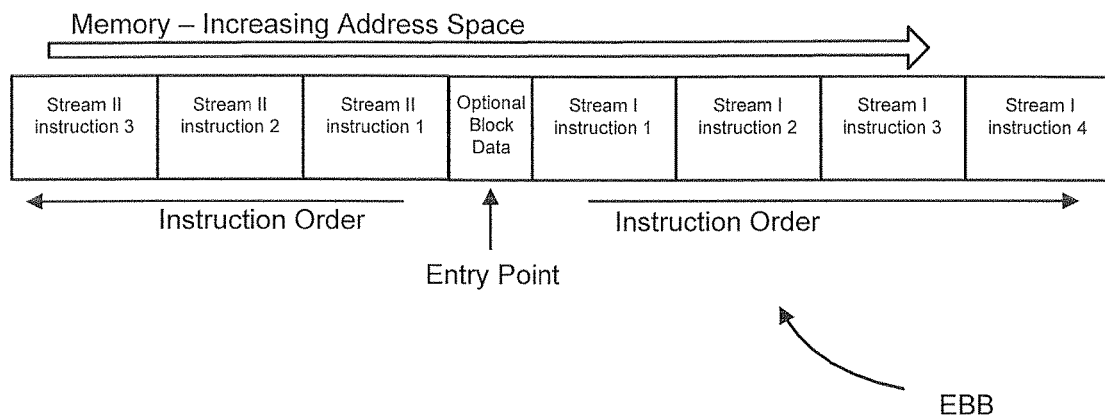 Memory – Increasing Address Space
Stream II
instruction 3
Stream II
instruction 2
Stream II
instruction 1
Optional
Block
Data
Stream I
instruction 1
Stream I
instruction 2
Stream I
instruction 3
Stream I
instruction 4
Instruction Order
Instruction Order
Entry Point
EBB